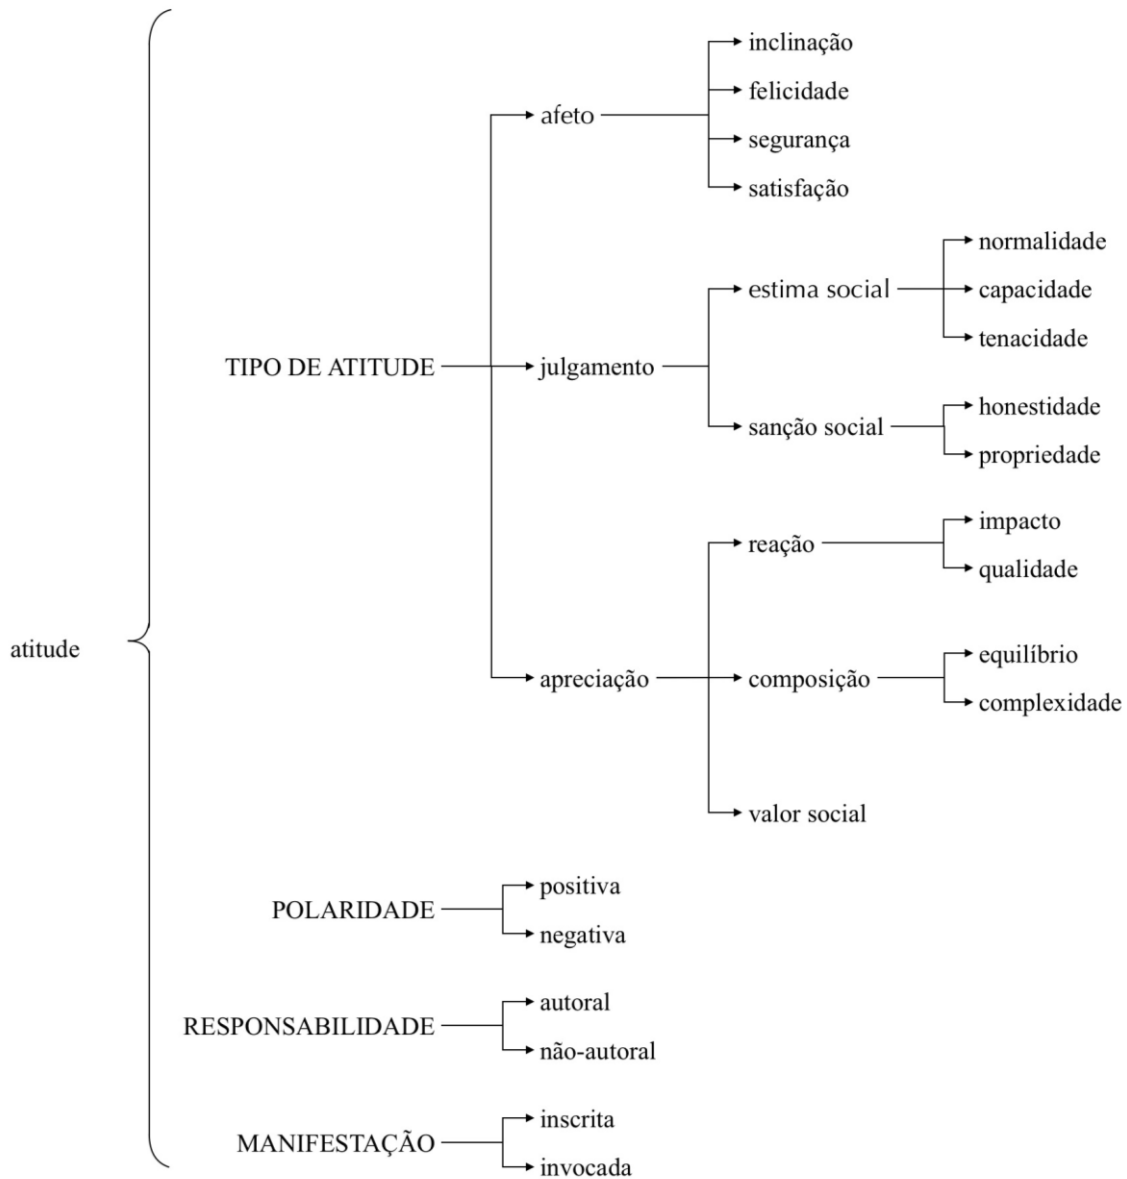 inclinação
felicidade
afeto
segurança
satisfação
normalidade
estima social
capacidade
tenacidade
TIPO DE ATITUDE
julgamento
honestidade
sanção social
propriedade
impacto
reação
qualidade
atitude
equilíbrio
apreciação
composição
complexidade
valor social
positiva
POLARIDADE
negativa
autoral
RESPONSABILIDADE
não-autoral
inscrita
MANIFESTAÇÃO
invocada